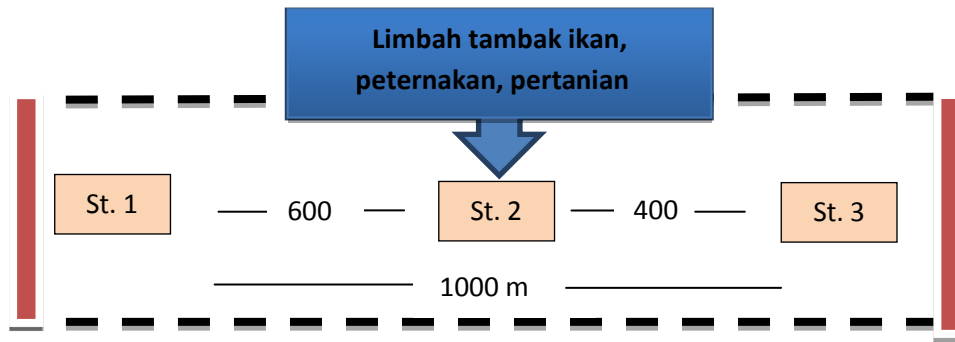 Limbah tambak ikan,
peternakan, pertanian
St. 1
600
St. 2
400
St. 3
1000 m